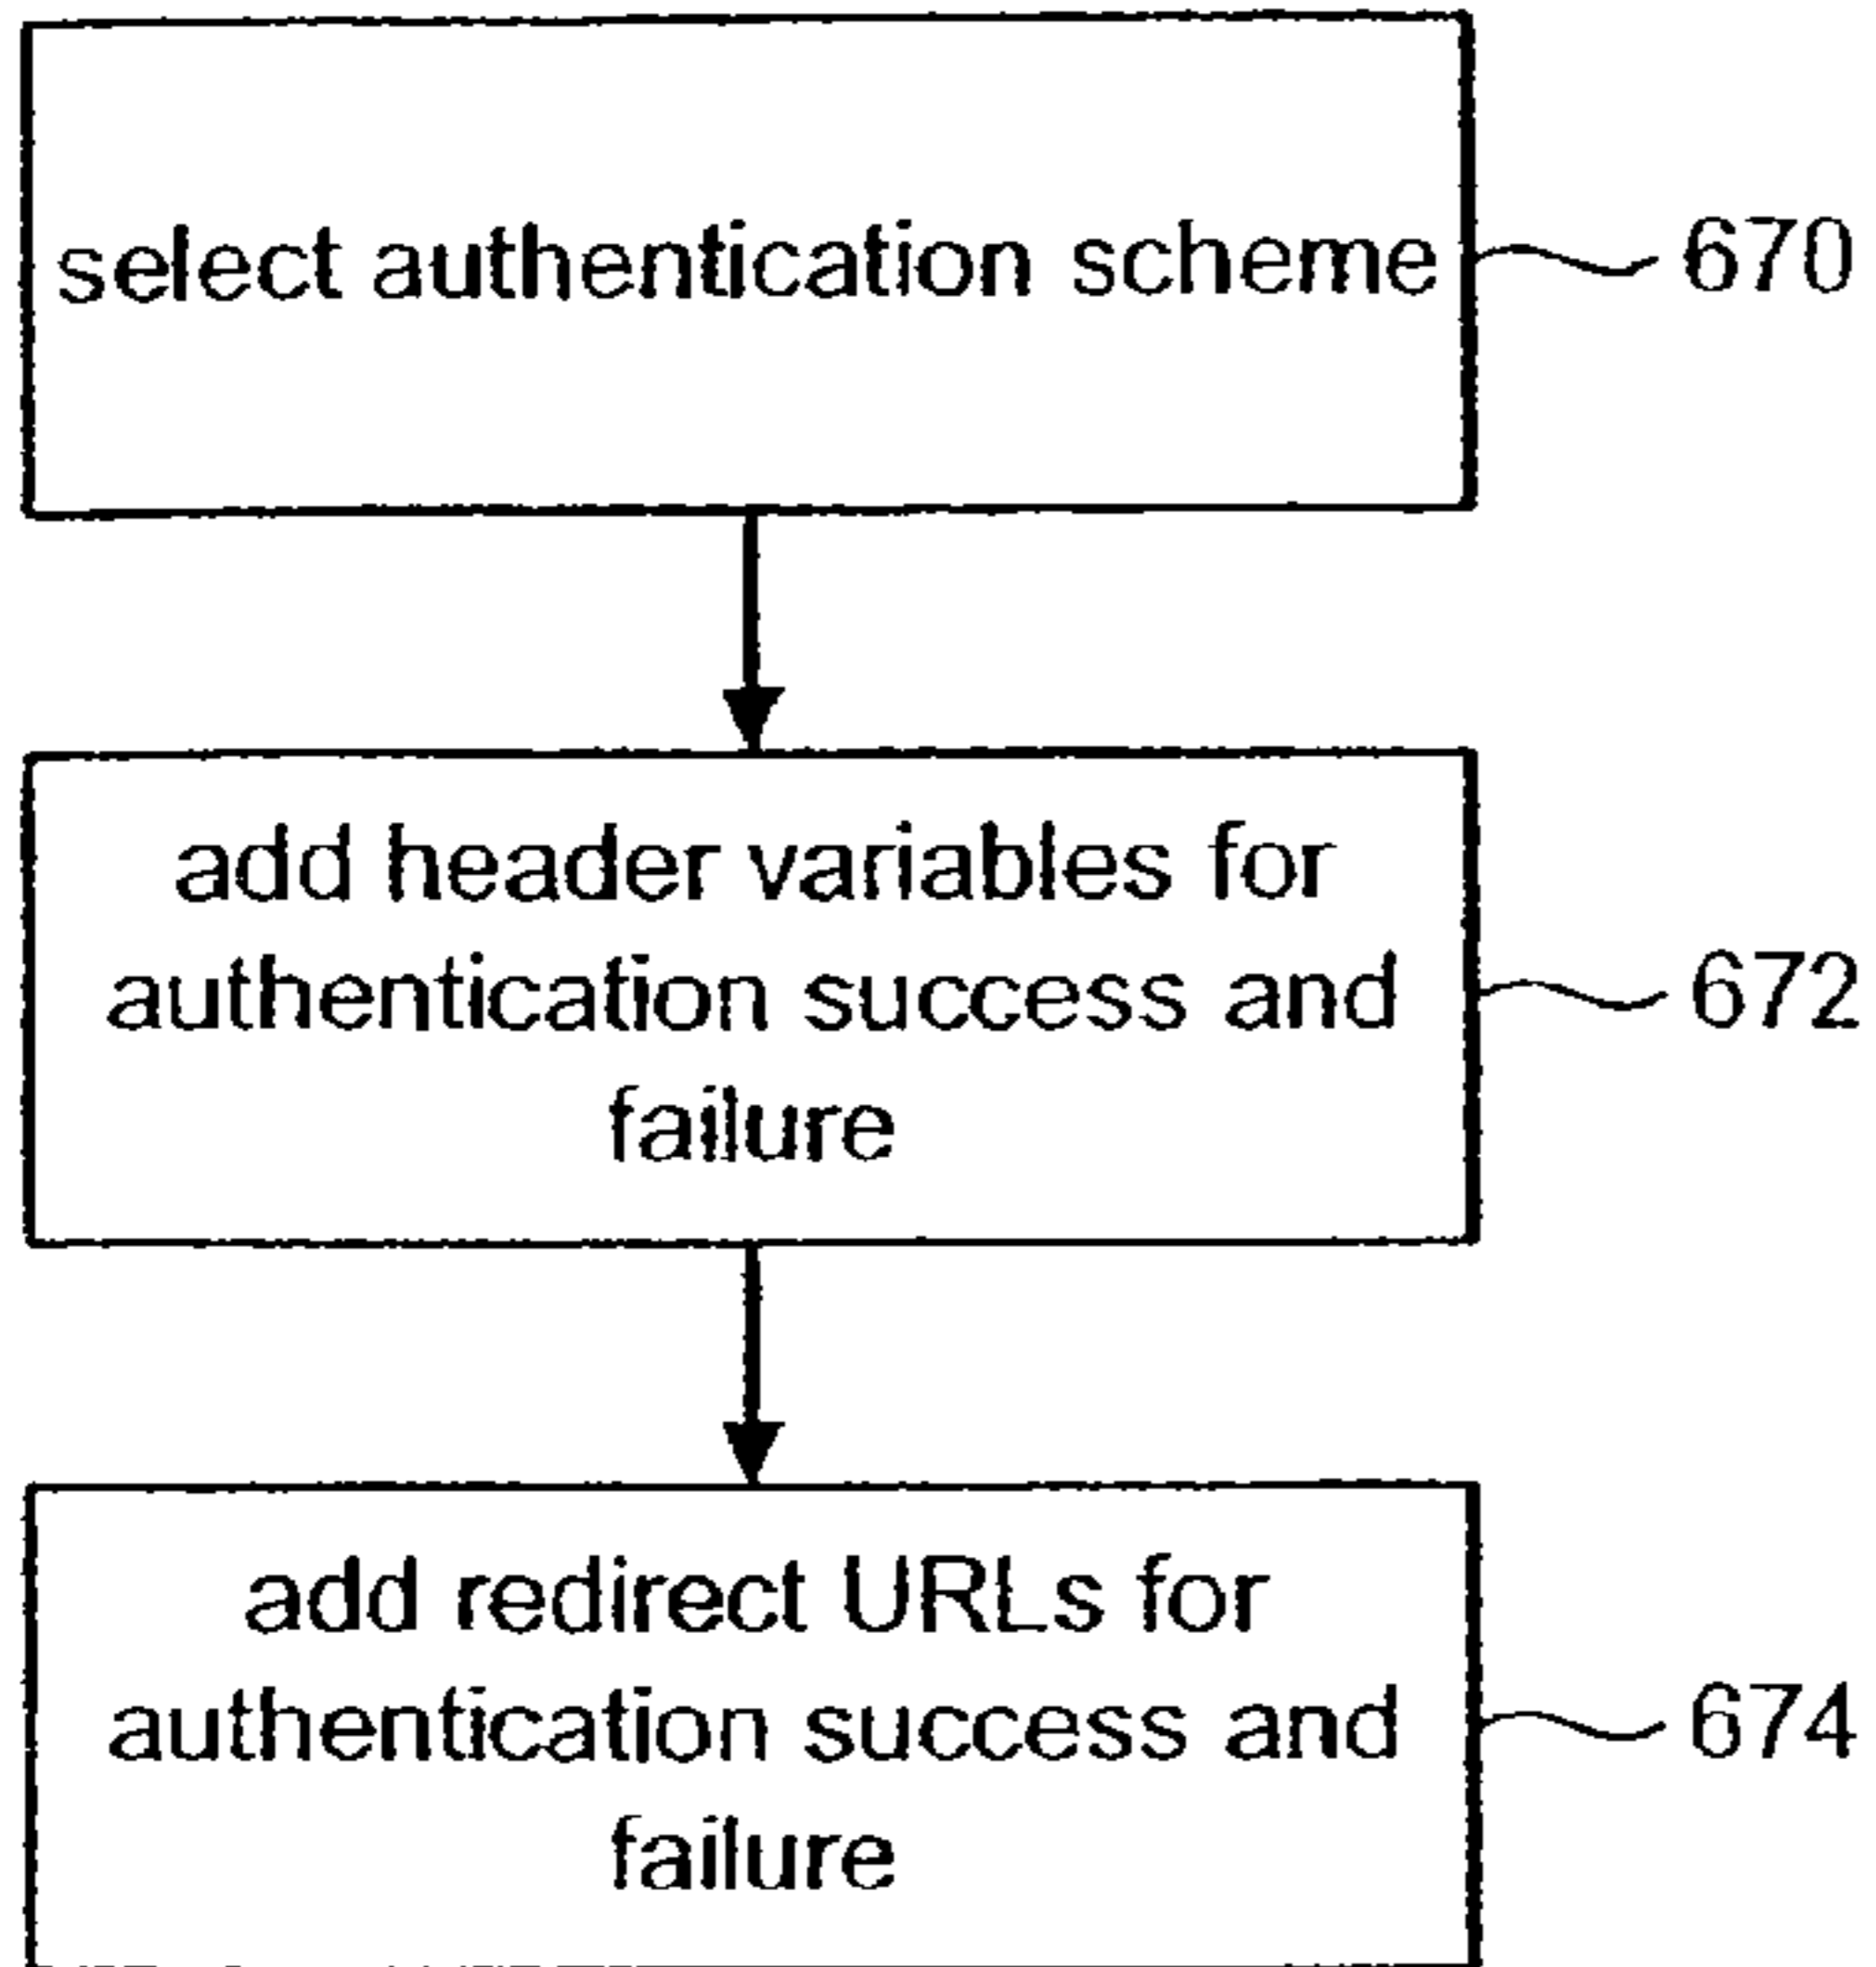 select authentication scheme
670
add header variables for
authentication success and
failure
672
add redirect URLs for
authentication success and
failure
674